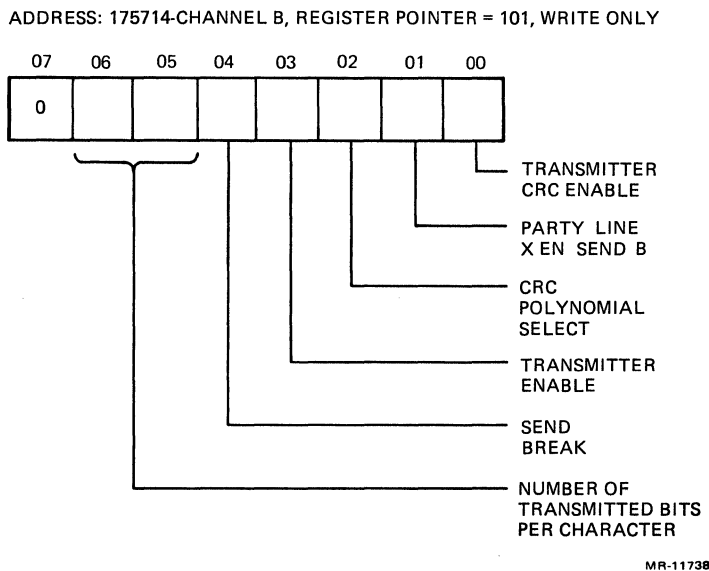 ADDRESS: 175714-CHANNEL B, REGISTER POINTER = 101, WRITE ONLY
07 06 05 04 03 02 01 00
0
TRANSMITTER
CRC ENABLE
PARTY LINE
X EN SEND B
CRC
POLYNOMIAL
SELECT
TRANSMITTER
ENABLE
SEND
BREAK
NUMBER OF
TRANSMITTED BITS
PER CHARACTER
MR-11738